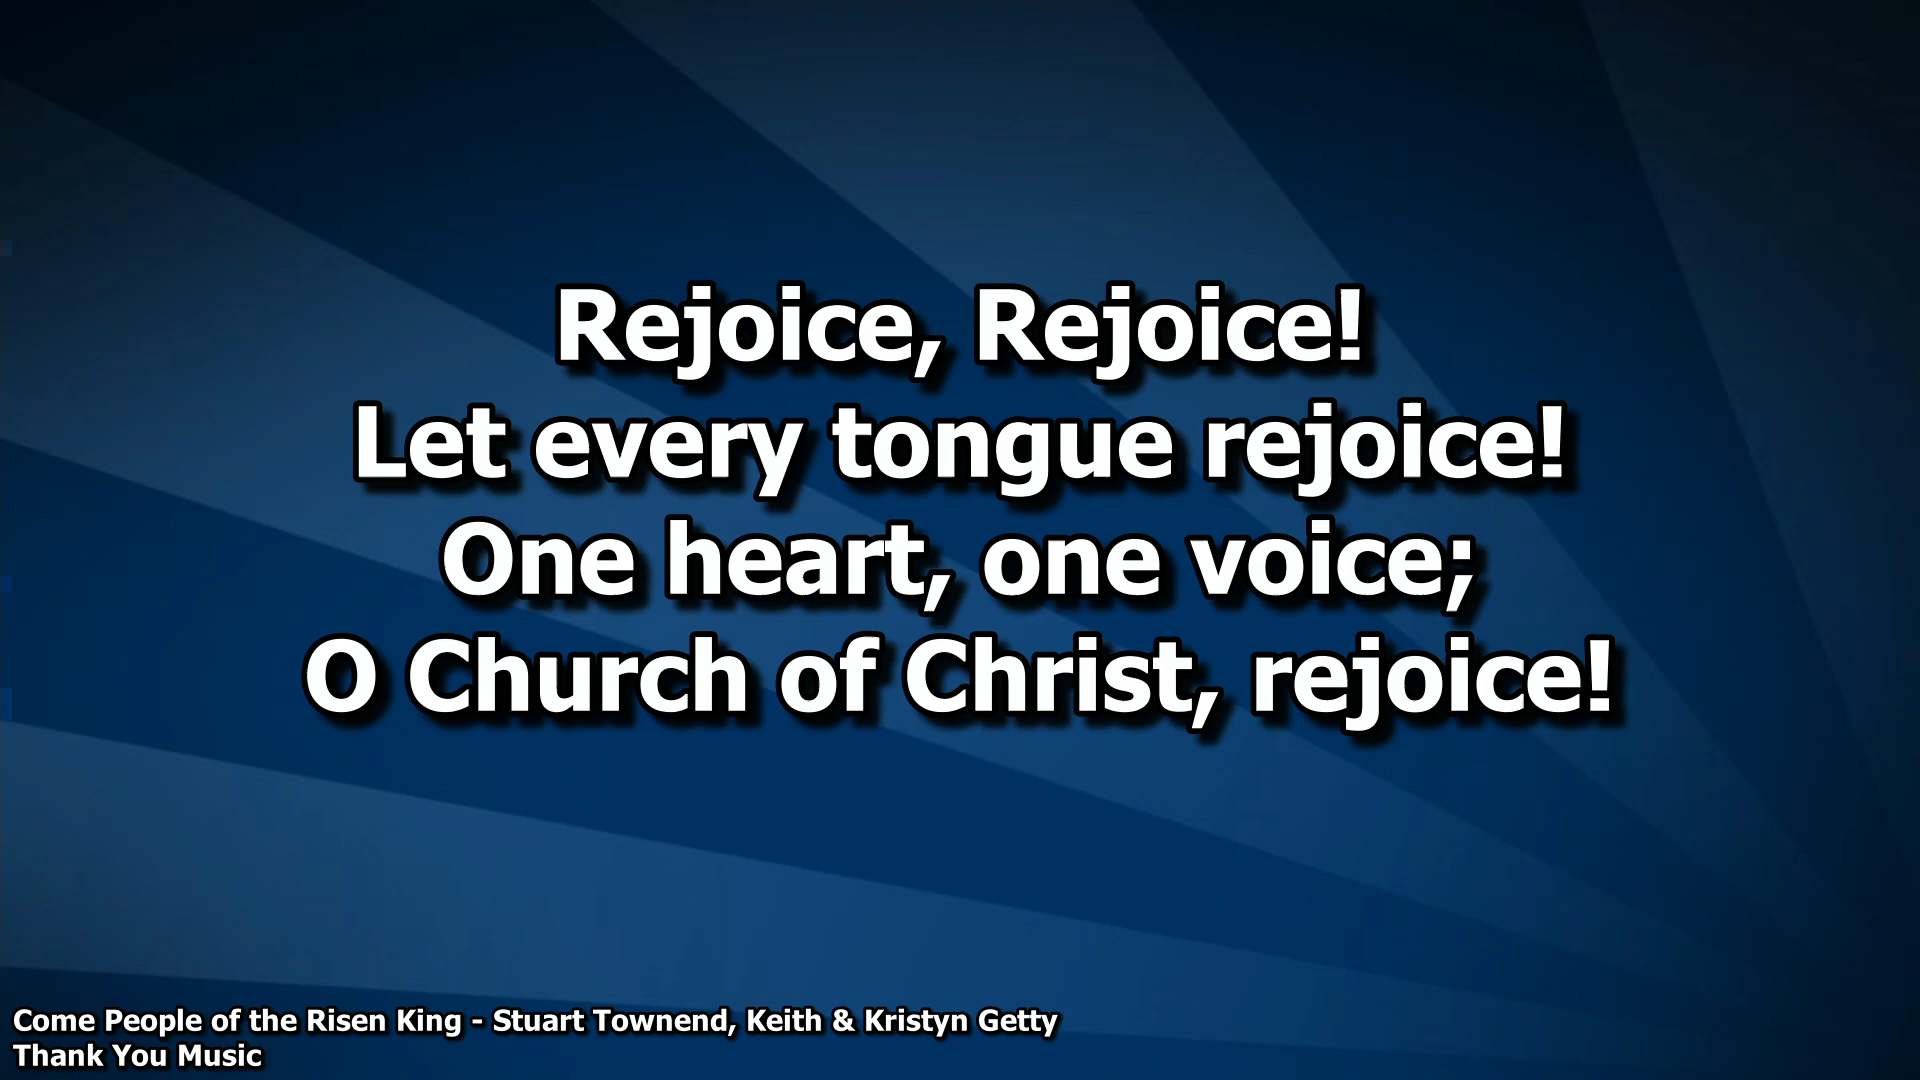 Rejoice, Rejoice!
Let every tongue rejoice!
One heart, one voice;
O Church of Christ, rejoice!
Come People of the Risen King - Stuart Townend, Keith & Kristyn Getty
Thank You Music